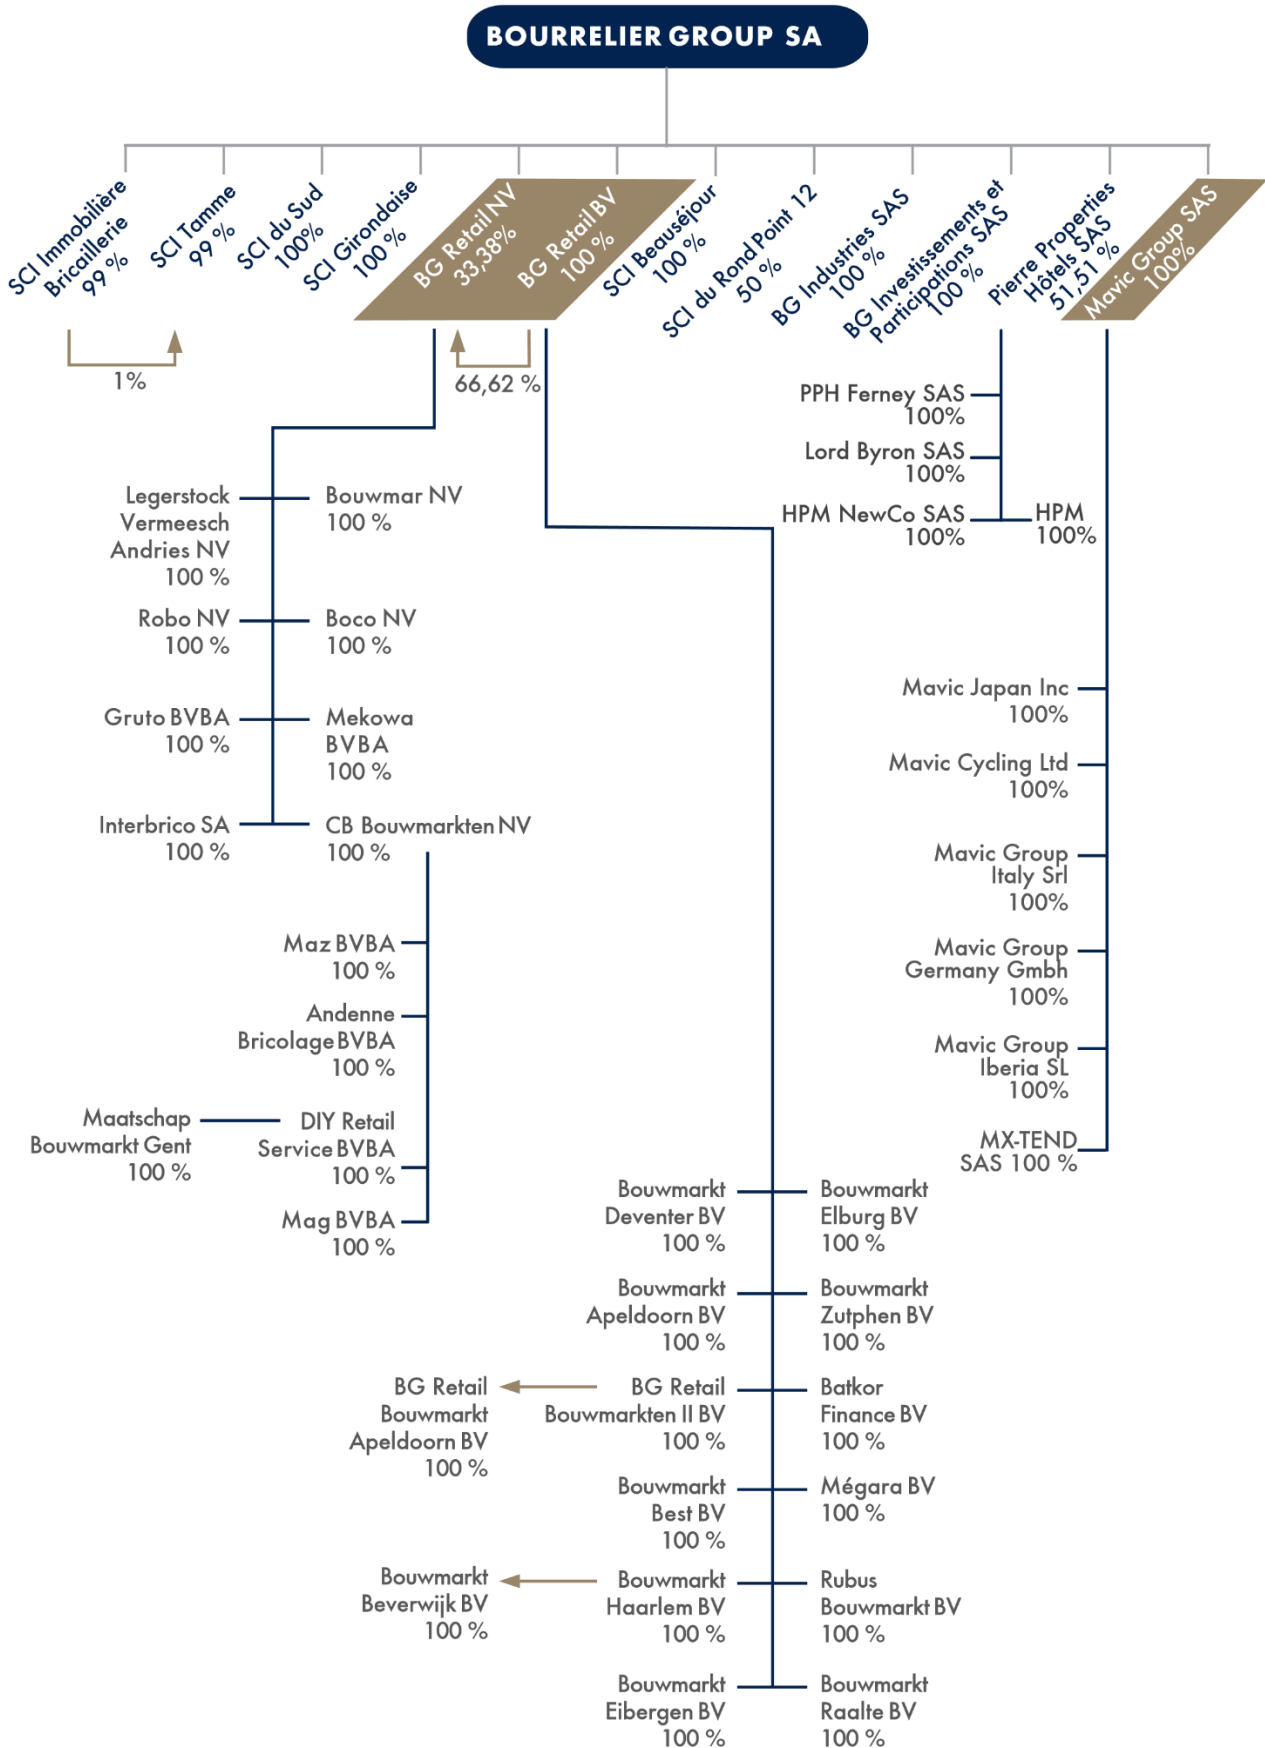 BOURRELIER GROUP SA
SCI Immobilière
Bricaillerie
99 %
SCI Tamme
99 %
SCI du Sud
100%
SCI Girondaise
100 %
BG Retail NV
33,38%
BG Retail BV
100 %
SCI Beauséjour
100 %
SCI du Rond Point 12
50 %
BG Industries SAS
100 %
BG Investissements et
Participations SAS
100 %
Pierre Properties
Hôtels SAS
51,51 %
Mavic Group SAS
100%
1%
66,62 %
PPH Ferney SAS
100%
Lord Byron SAS
100%
HPM NewCo SAS
100%
HPM
100%
Legerstock
Vermeesch
Andries NV
100 %
Bouwmar NV
100 %
Robo NV
100 %
Boco NV
100 %
Gruto BVBA
100 %
Mekowa
BVBA
100 %
Interbrico SA
100 %
CB Bouwmarkten NV
100 %
Maz BVBA
100 %
Andenne
Bricolage BVBA
100 %
Maatschap
Bouwmarkt Gent
100 %
DIY Retail
Service BVBA
100 %
Mag BVBA
100 %
Mavic Japan Inc
100%
Mavic Cycling Ltd
100%
Mavic Group
Italy Srl
100%
Mavic Group
Germany Gmbh
100%
Mavic Group
Iberia SL
100%
MX-TEND
SAS 100 %
Bouwmarkt
Deventer BV
100 %
Bouwmarkt
Elburg BV
100 %
Bouwmarkt
Apeldoorn BV
100 %
Bouwmarkt
Zutphen BV
100 %
BG Retail
Bouwmarkt
Apeldoorn BV
100 %
BG Retail
Bouwmarkten II BV
100 %
Batkor
Finance BV
100 %
Bouwmarkt
Best BV
100 %
Mégara BV
100 %
Bouwmarkt
Beverwijk BV
100 %
Bouwmarkt
Haarlem BV
100 %
Rubus
Bouwmarkt BV
100 %
Bouwmarkt
Eibergen BV
100 %
Bouwmarkt
Raalte BV
100 %